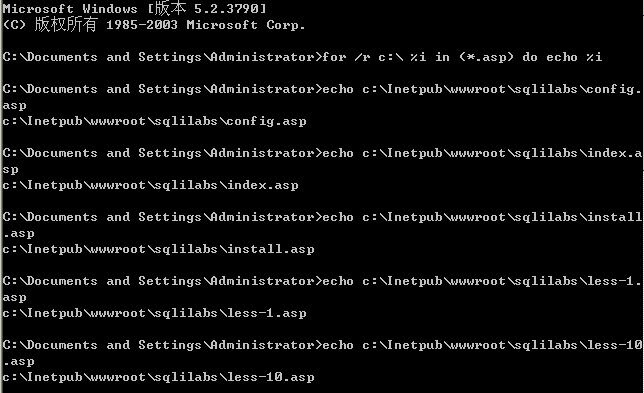 Microsoft Windows [版本 5.2.3790]
(C) 版权所有 1985-2003 Microsoft Corp.
C:\Documents and Settings\Administrator>for /r c:\ %i in (*.asp) do echo %i
C:\Documents and Settings\Administrator>echo c:\Inetpub\wwwroot\sqlilabs\config.
asp
c:\Inetpub\wwwroot\sqlilabs\config.asp
C:\Documents and Settings\Administrator>echo c:\Inetpub\wwwroot\sqlilabs\index.a
sp
c:\Inetpub\wwwroot\sqlilabs\index.asp
C:\Documents and Settings\Administrator>echo c:\Inetpub\wwwroot\sqlilabs\install
.asp
c:\Inetpub\wwwroot\sqlilabs\install.asp
C:\Documents and Settings\Administrator>echo c:\Inetpub\wwwroot\sqlilabs\less-1.
asp
c:\Inetpub\wwwroot\sqlilabs\less-1.asp
C:\Documents and Settings\Administrator>echo c:\Inetpub\wwwroot\sqlilabs\less-10
.asp
c:\Inetpub\wwwroot\sqlilabs\less-10.asp